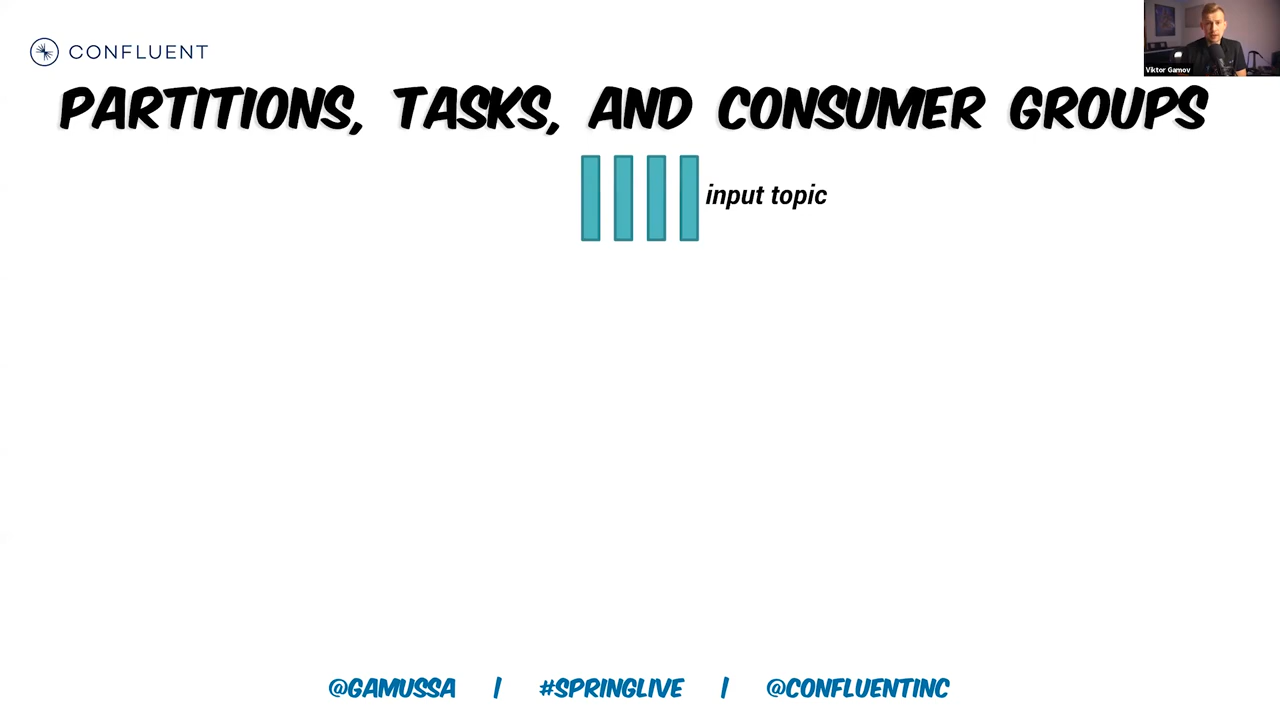 CONFLUENT
Viktor Gamov
PARTITIONS, TASKS, AND CONSUMER GROUPS
input topic
@GAMUSSA | #SPRINGLIVE | @CONFLUENTINC